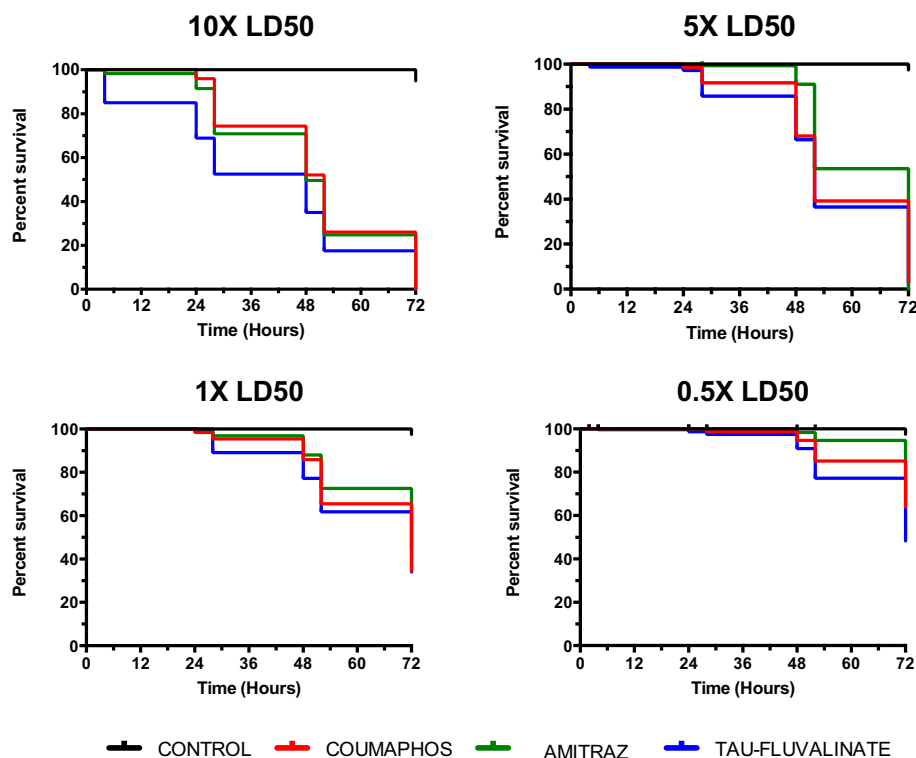 10X LD50
5X LD50
Percent survival
100
80
60
40
20
0
0 12 24 36 48 60 72
Time (Hours)
Percent survival
100
80
60
40
20
0
0 12 24 36 48 60 72
Time (Hours)
1X LD50
0.5X LD50
Percent survival
100
80
60
40
20
0
0 12 24 36 48 60 72
Time (Hours)
Percent survival
100
80
60
40
20
0
0 12 24 36 48 60 72
Time (Hours)
CONTROL COUMAPHOS AMITRAZ TAU-FLUVALINATE